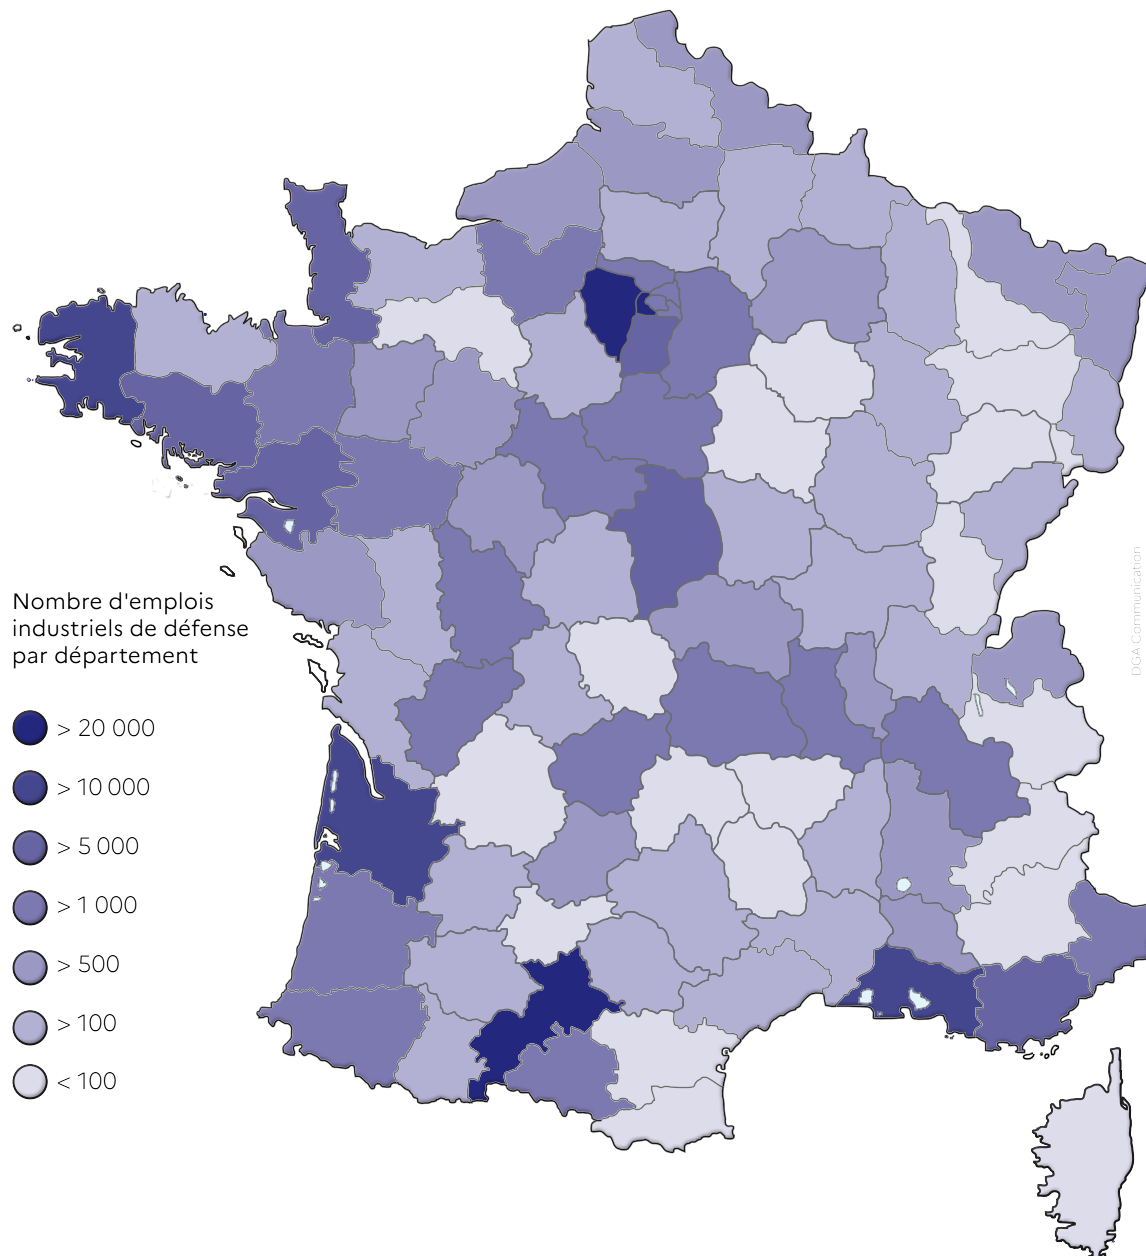 Nombre d'emplois
industriels de défense
par département
> 20 000
> 10 000
> 5 000
> 1 000
> 500
> 100
< 100
DGA Communication